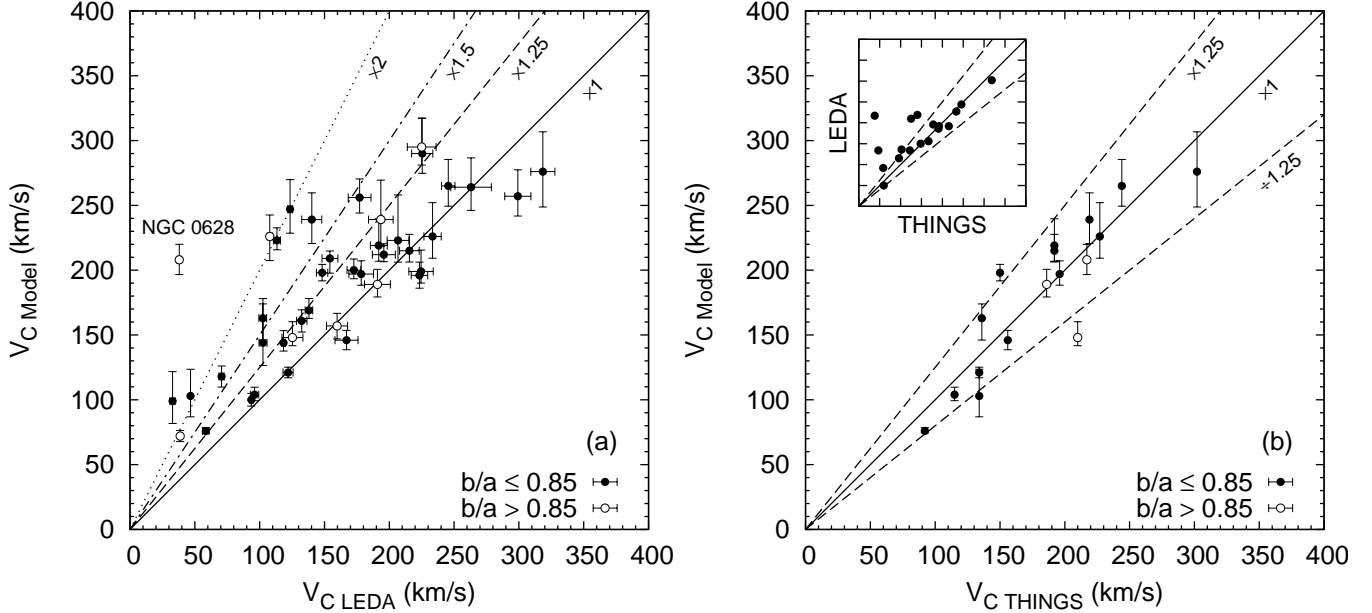 400
350
300
250
200
150
100
50
0
V_C Model (km/s)
0 50 100 150 200 250 300 350 400
V_C LEDA (km/s)
×2
×1.5
×1.25
×1
NGC 0628
(a)
b/a ≤ 0.85
b/a > 0.85
400
350
300
250
200
150
100
50
0
V_C Model (km/s)
0 50 100 150 200 250 300 350 400
V_C THINGS (km/s)
LEDA
THINGS
×1.25
×1
÷1.25
(b)
b/a ≤ 0.85
b/a > 0.85